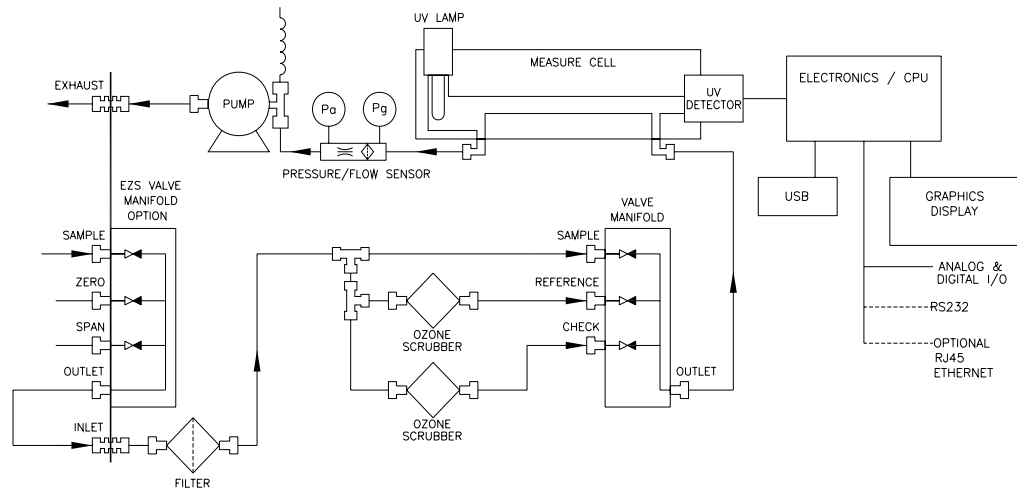 UV LAMP
EXHAUST
PUMP
Pa
Pg
PRESSURE/FLOW SENSOR
MEASURE CELL
UV
DETECTOR
ELECTRONICS / CPU
USB
GRAPHICS
DISPLAY
ANALOG &
DIGITAL I/O
RS232
OPTIONAL
RJ45
ETHERNET
EZS VALVE
MANIFOLD
OPTION
SAMPLE
ZERO
SPAN
OUTLET
INLET
FILTER
OZONE
SCRUBBER
OZONE
SCRUBBER
VALVE
MANIFOLD
SAMPLE
REFERENCE
CHECK
OUTLET